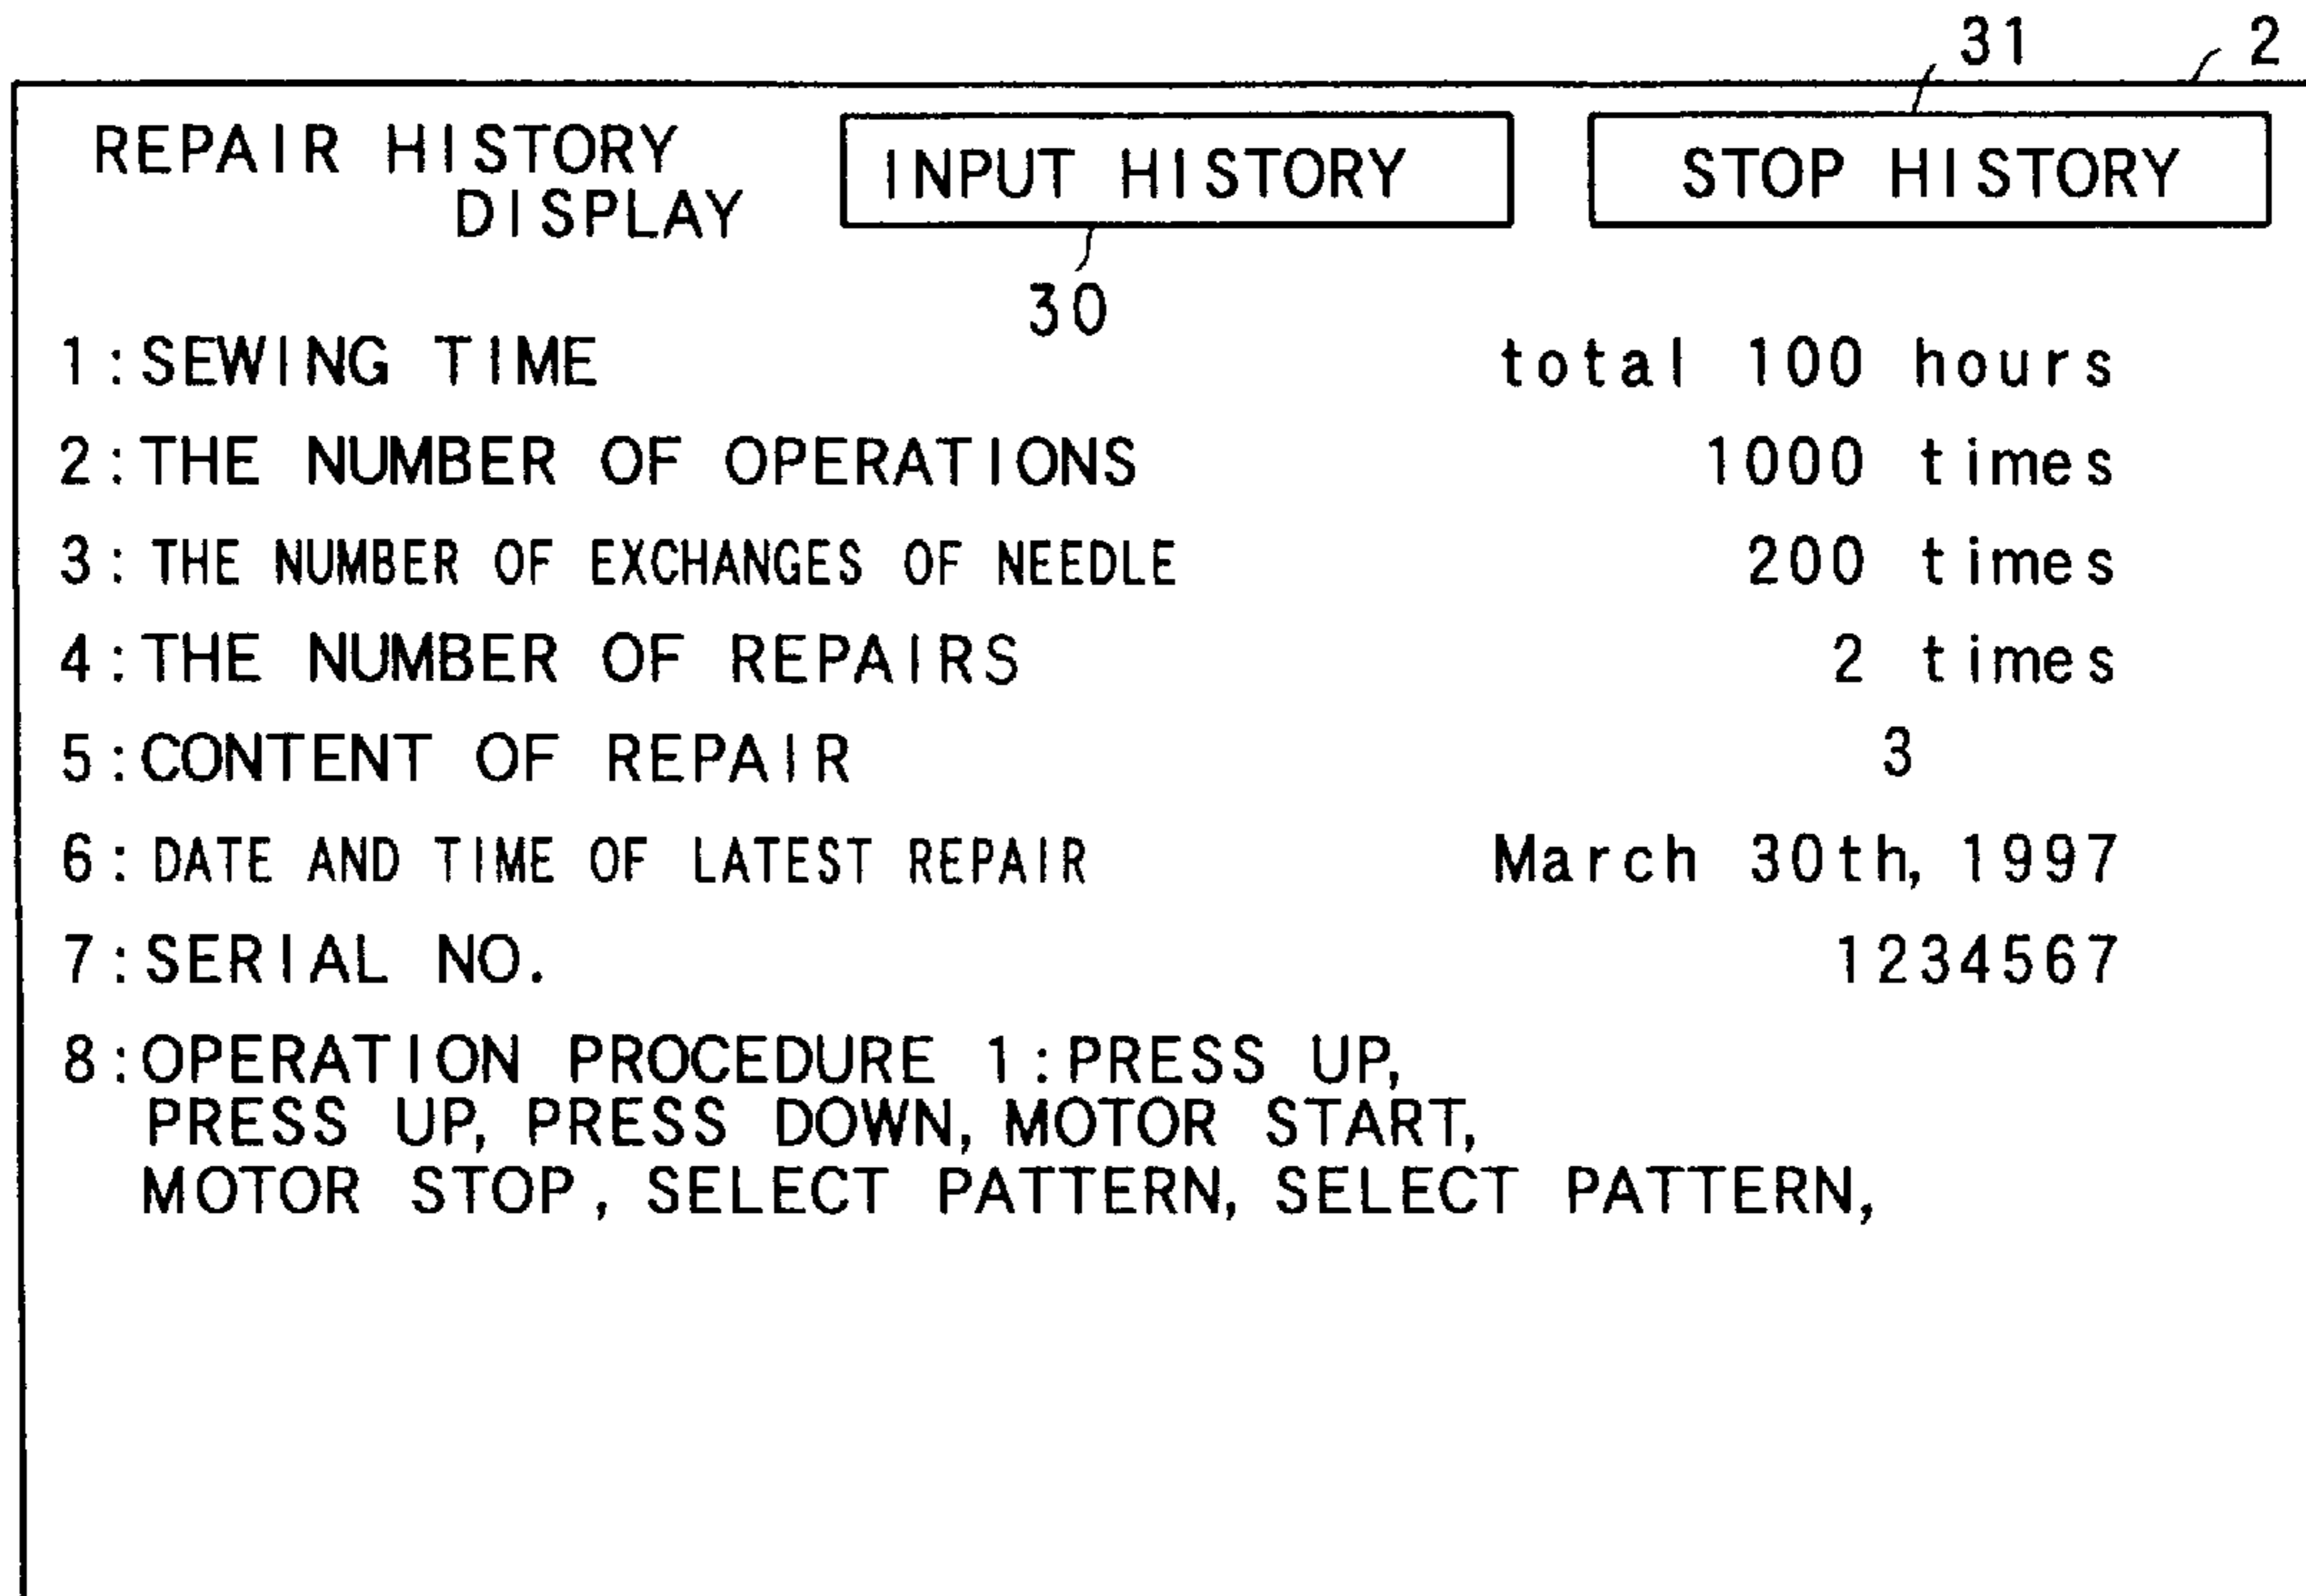 31 2
REPAIR HISTORY
DISPLAY
INPUT HISTORY
STOP HISTORY
30
1:SEWING TIME total 100 hours
2:THE NUMBER OF OPERATIONS 1000 times
3:THE NUMBER OF EXCHANGES OF NEEDLE 200 times
4:THE NUMBER OF REPAIRS 2 times
5:CONTENT OF REPAIR 3
6:DATE AND TIME OF LATEST REPAIR March 30th, 1997
7:SERIAL NO. 1234567
8:OPERATION PROCEDURE 1:PRESS UP,
PRESS UP, PRESS DOWN, MOTOR START,
MOTOR STOP, SELECT PATTERN, SELECT PATTERN,